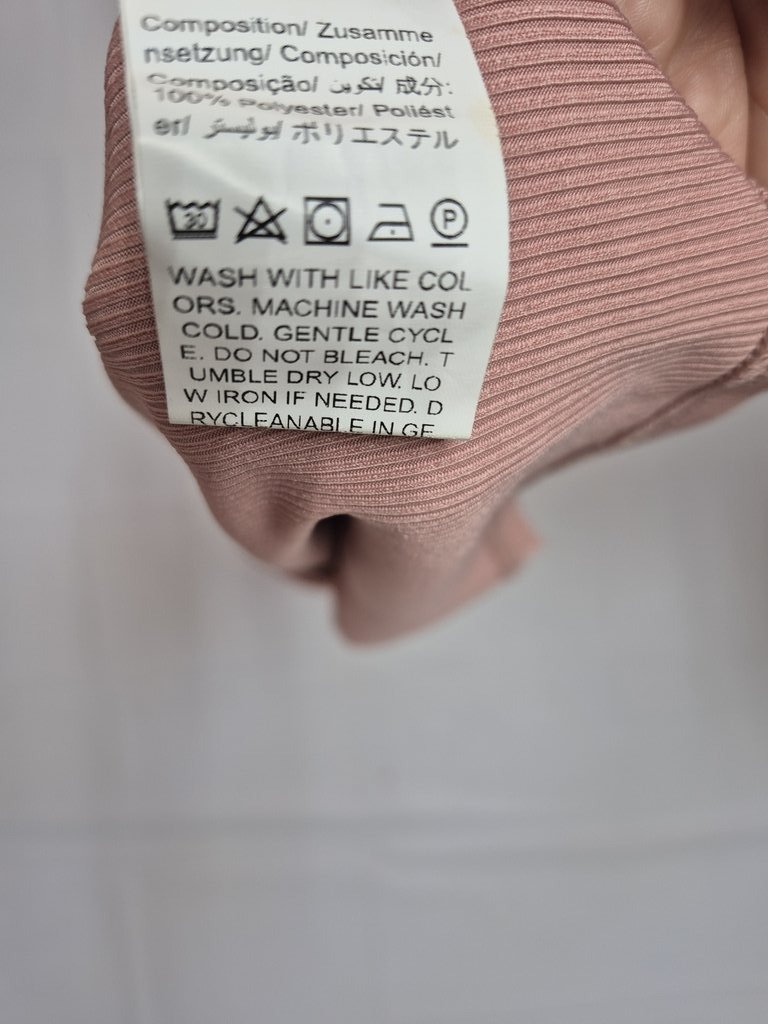 Composition/ Zusamme
nsetzung/ Composición/
Composição/ تكوين/ 成分:
100% Polyester/ Poliést
er/ بوليستر/ ポリエステル
30
P
WASH WITH LIKE COL
ORS. MACHINE WASH
COLD. GENTLE CYCL
E. DO NOT BLEACH. T
UMBLE DRY LOW. LO
W IRON IF NEEDED. D
RYCLEANABLE IN GE